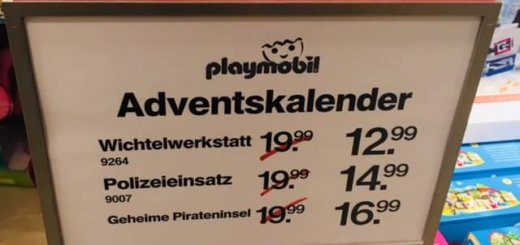 playmobil
Adventskalender
Wichtelwerkstatt 19.99 12.99
9264
Polizeieinsatz 19.99 14.99
9007
Geheime Pirateninsel 19.99 16.99